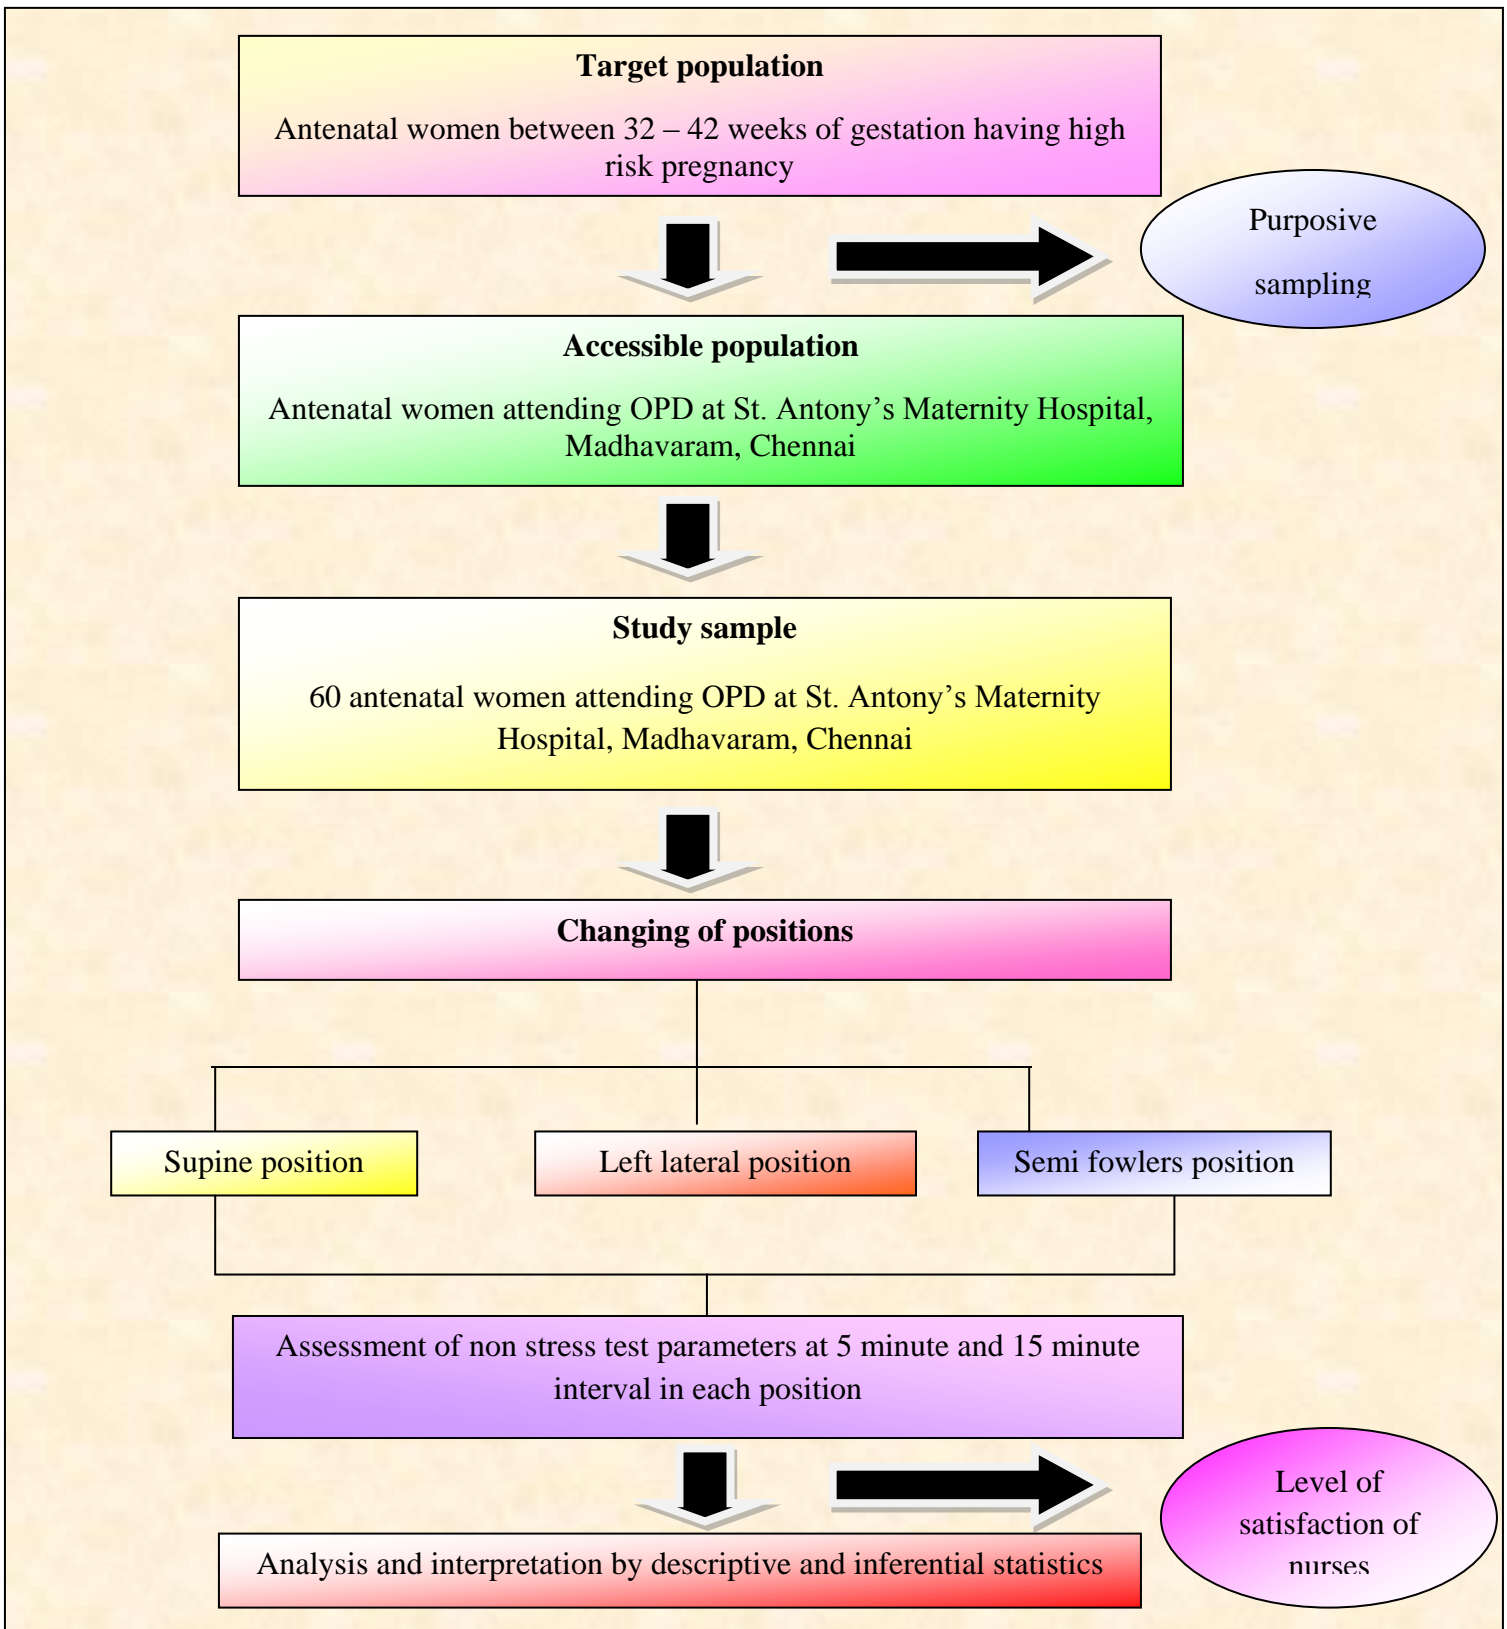 Target population
Antenatal women between 32 – 42 weeks of gestation having high
risk pregnancy
Purposive
sampling
Accessible population
Antenatal women attending OPD at St. Antony’s Maternity Hospital,
Madhavaram, Chennai
Study sample
60 antenatal women attending OPD at St. Antony’s Maternity
Hospital, Madhavaram, Chennai
Changing of positions
Supine position
Left lateral position
Semi fowlers position
Assessment of non stress test parameters at 5 minute and 15 minute
interval in each position
Level of
satisfaction of
nurses
Analysis and interpretation by descriptive and inferential statistics